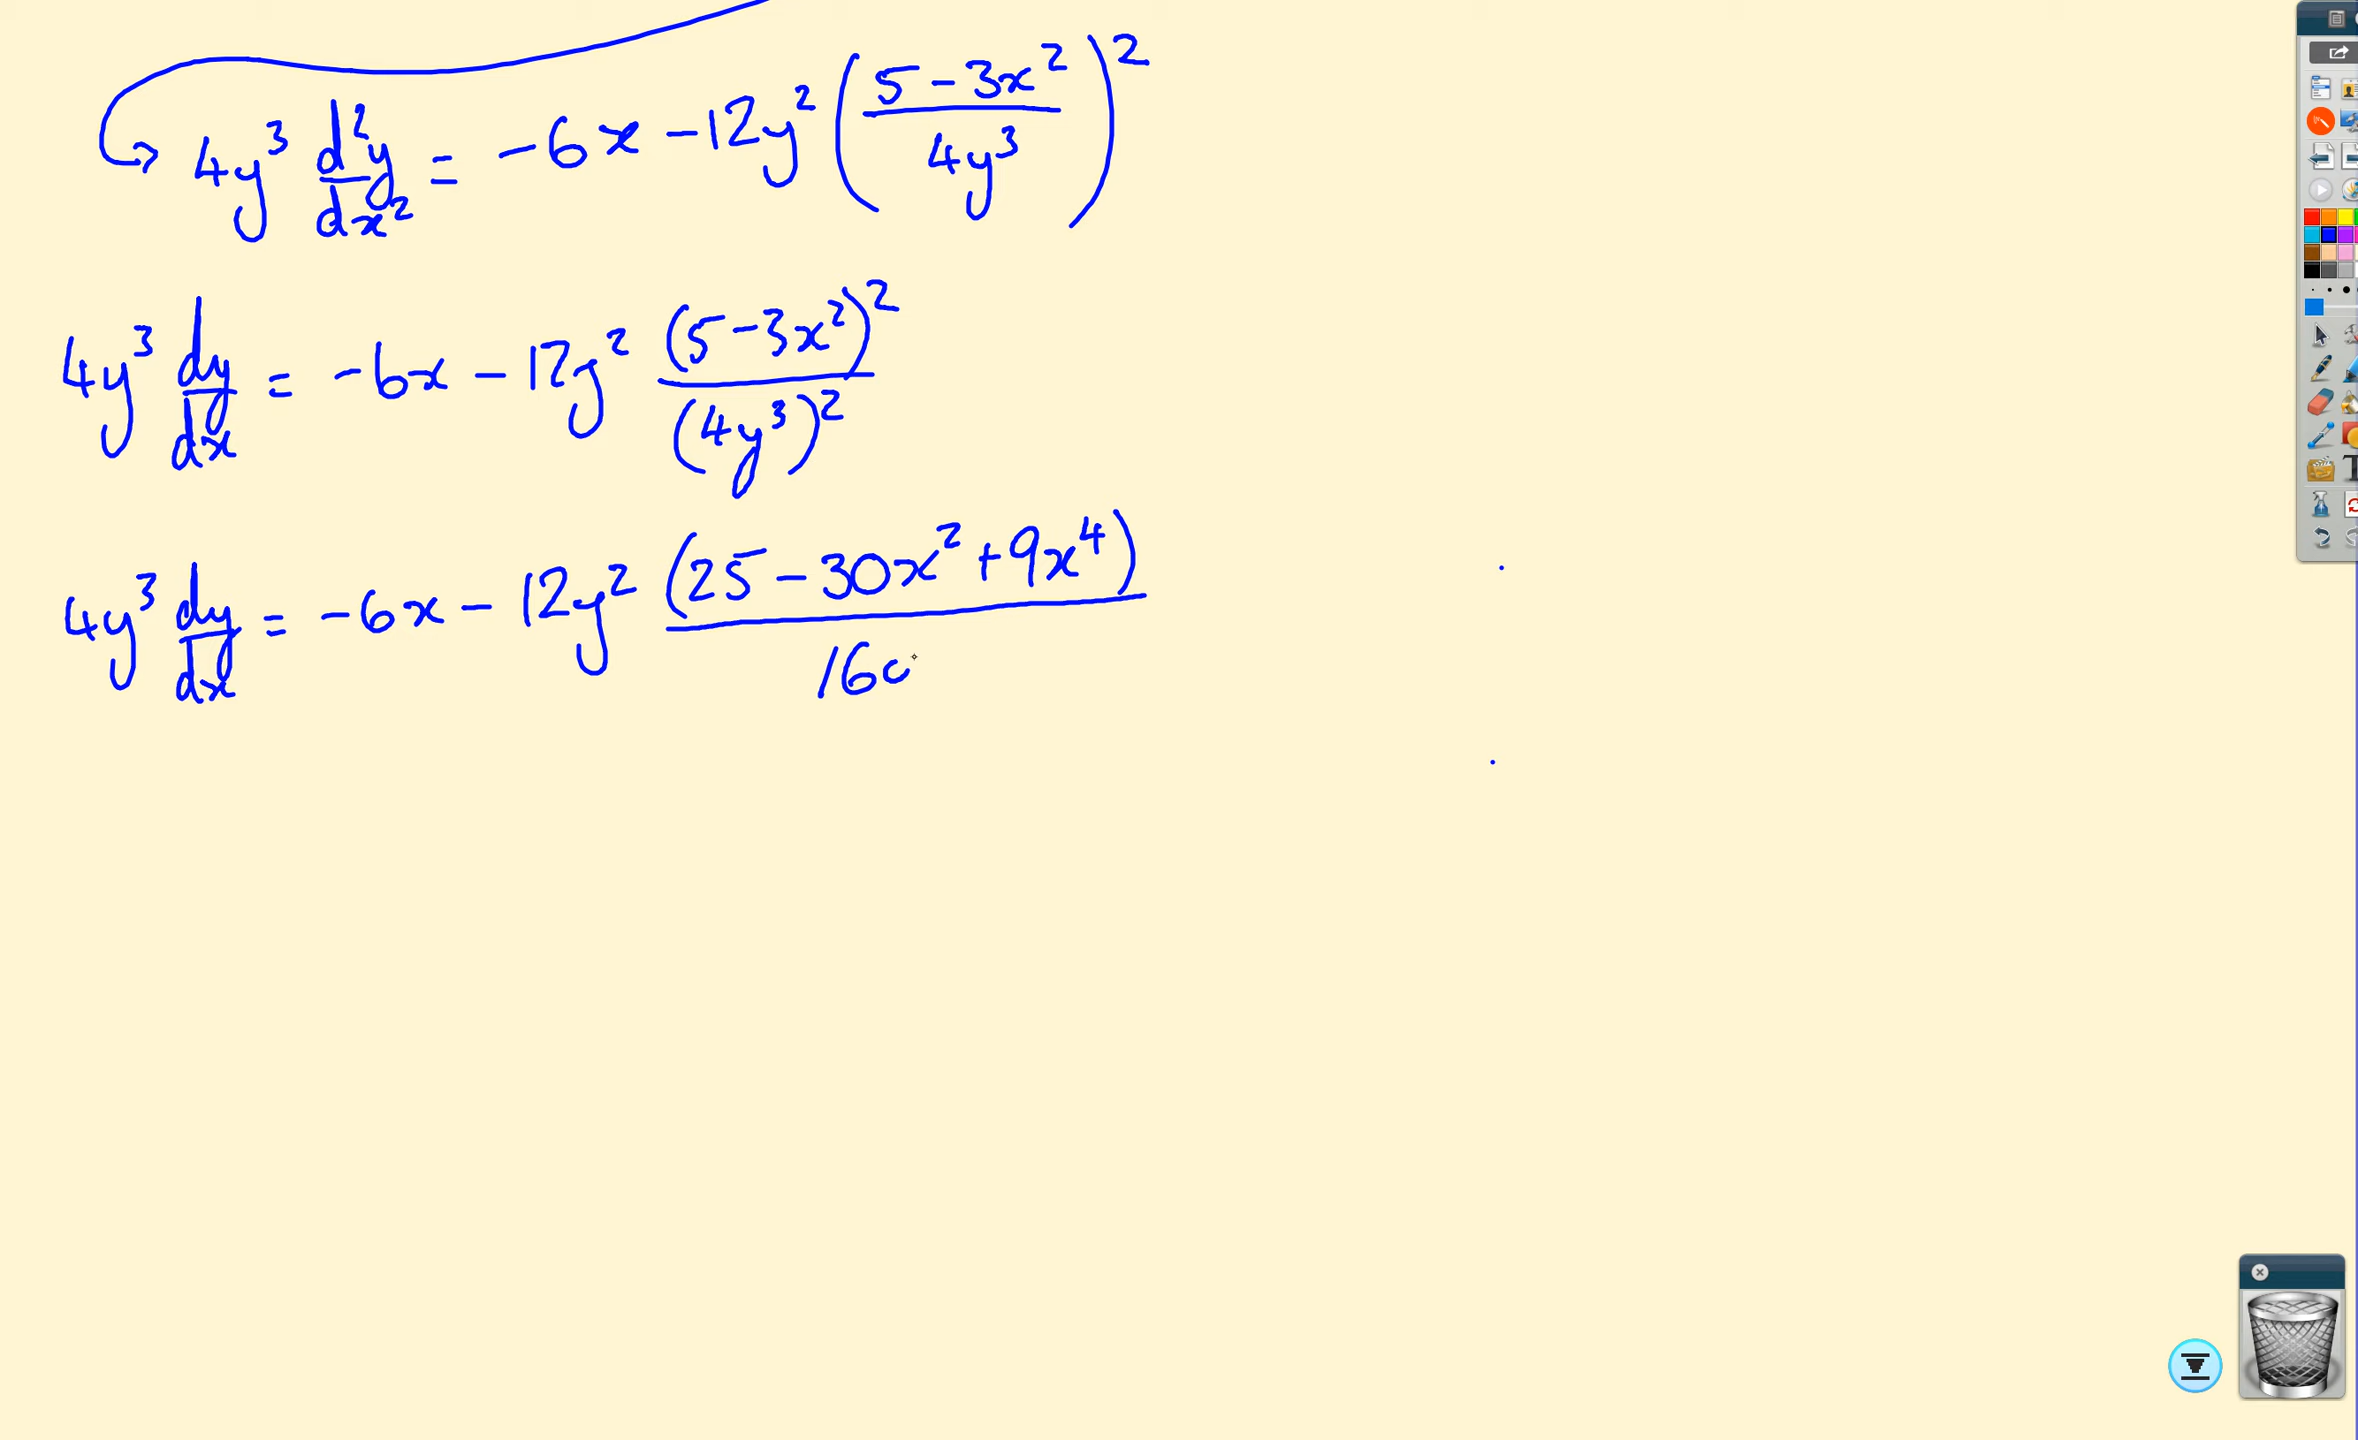 4y³ d²y/dx² = -6x - 12y² ((5 - 3x²)/(4y³))²
4y³ dy/dx = -6x - 12y² (5 - 3x²)²/(4y³)²
4y³ dy/dx = -6x - 12y² (25 - 30x² + 9x⁴)/16